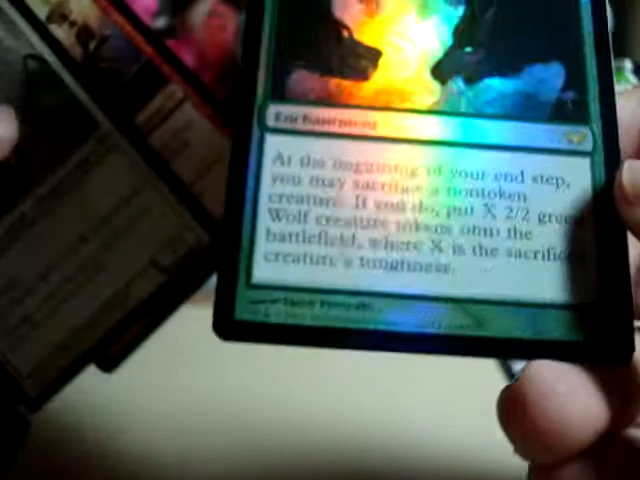 Enchantment
At the beginning of your end step,
you may sacrifice a nontoken
creature. If you do, put X 2/2 green
Wolf creature tokens onto the
battlefield, where X is the sacrificed
creature's toughness.